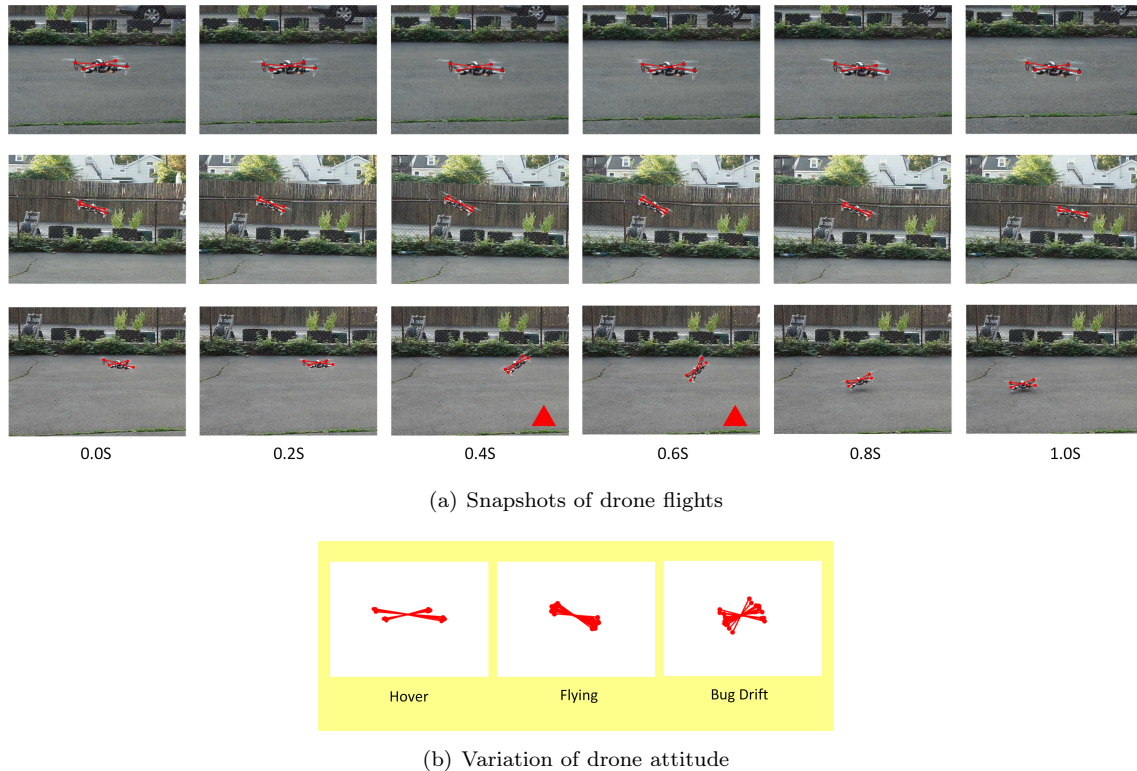 0.0S 0.2S 0.4S 0.6S 0.8S 1.0S
(a) Snapshots of drone flights
Hover Flying Bug Drift
(b) Variation of drone attitude